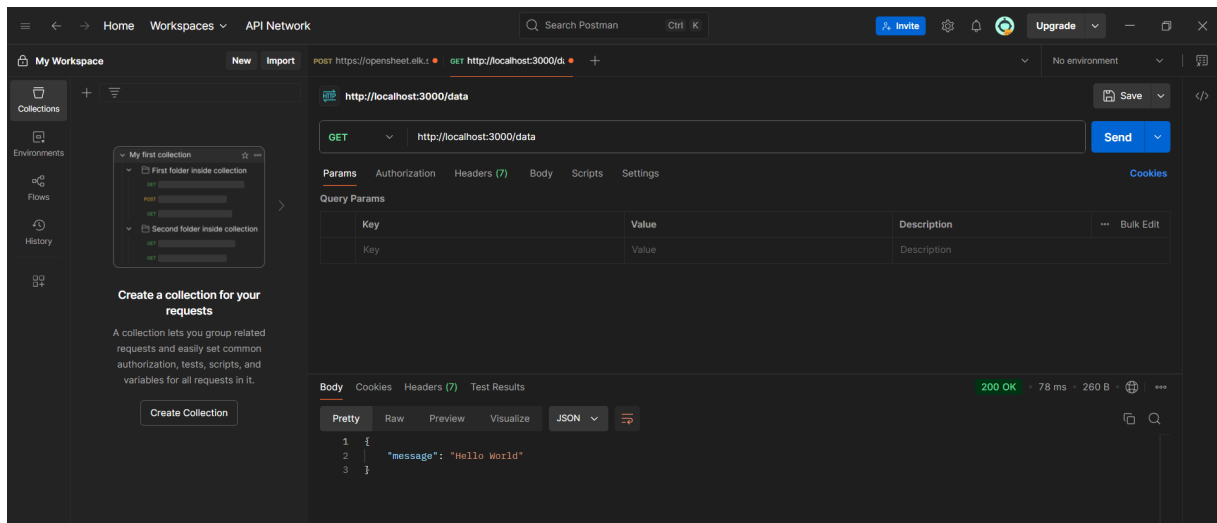 Home Workspaces API Network Search Postman Ctrl K Invite Upgrade
My Workspace New Import POST https://opensheet.elk.s GET http://localhost:3000/da No environment
Collections
Environments
Flows
History
My first collection
First folder inside collection
GET
POST
GET
Second folder inside collection
GET
GET
Create a collection for your
requests
A collection lets you group related
requests and easily set common
authorization, tests, scripts, and
variables for all requests in it.
Create Collection
HTTP http://localhost:3000/data Save
GET http://localhost:3000/data Send
Params Authorization Headers (7) Body Scripts Settings Cookies
Query Params
Key Value Description Bulk Edit
Key Value Description
Body Cookies Headers (7) Test Results 200 OK 78 ms 260 B
Pretty Raw Preview Visualize JSON
1 {
2 "message": "Hello World"
3 }